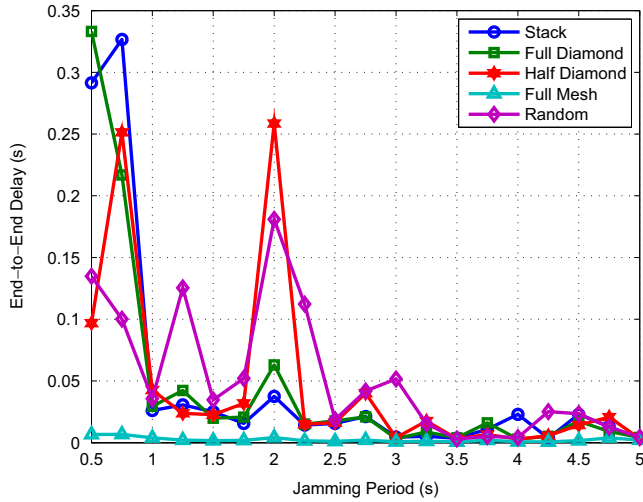 0.35
0.3
0.25
0.2
0.15
0.1
0.05
0
End−to−End Delay (s)
Stack
Full Diamond
Half Diamond
Full Mesh
Random
0.5 1 1.5 2 2.5 3 3.5 4 4.5 5
Jamming Period (s)